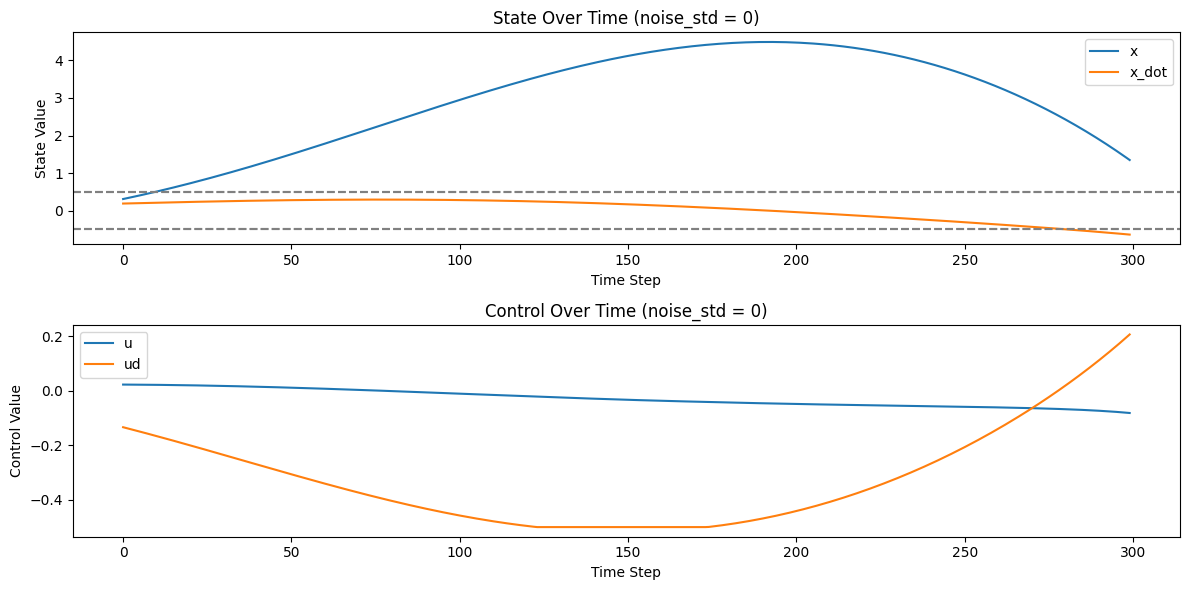 State Over Time (noise_std = 0)
State Value
4
3
2
1
0
x
x_dot
0 50 100 150 200 250 300
Time Step
Control Over Time (noise_std = 0)
Control Value
0.2
0.0
−0.2
−0.4
u
ud
0 50 100 150 200 250 300
Time Step